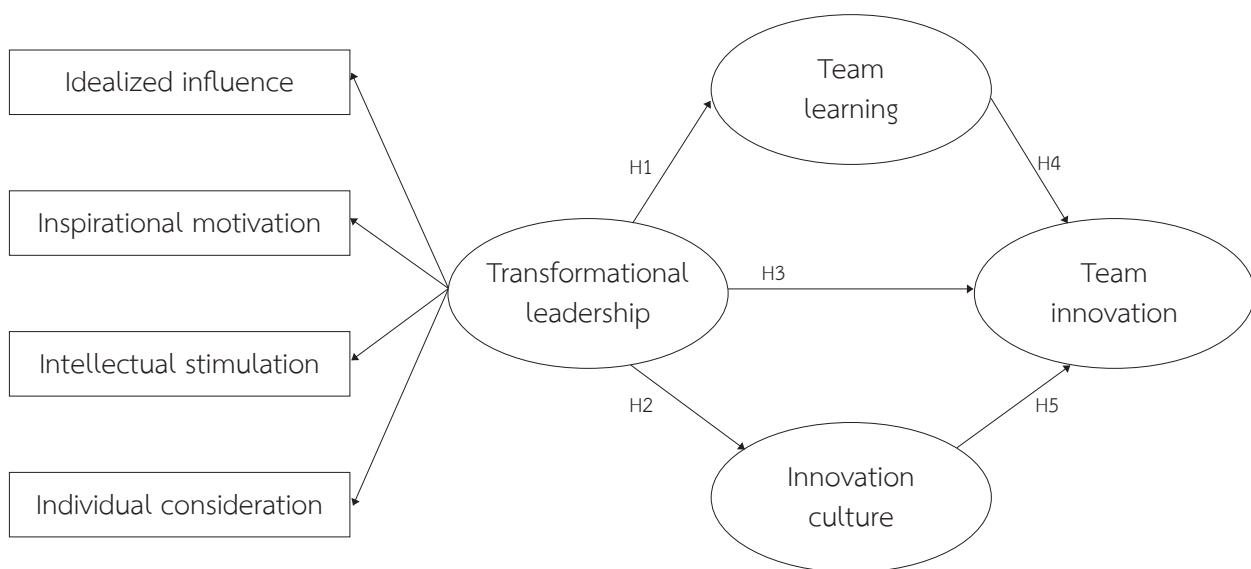 Idealized influence
Inspirational motivation
Intellectual stimulation
Individual consideration
Transformational
leadership
Team
learning
Innovation
culture
Team
innovation
H1
H2
H3
H4
H5